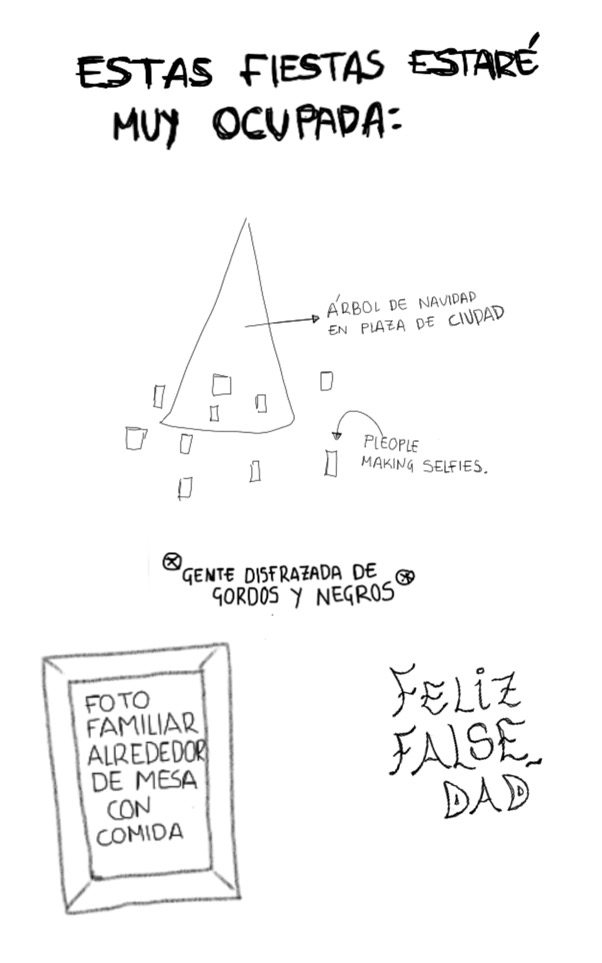 ESTAS FIESTAS ESTARÉ
MUY OCUPADA:
ÁRBOL DE NAVIDAD
EN PLAZA DE CIUDAD
PLEOPLE
MAKING SELFIES.
GENTE DISFRAZADA DE
GORDOS Y NEGROS
FOTO
FAMILIAR
ALREDEDOR
DE MESA
CON
COMIDA
FELIZ
FALSE_
DAD